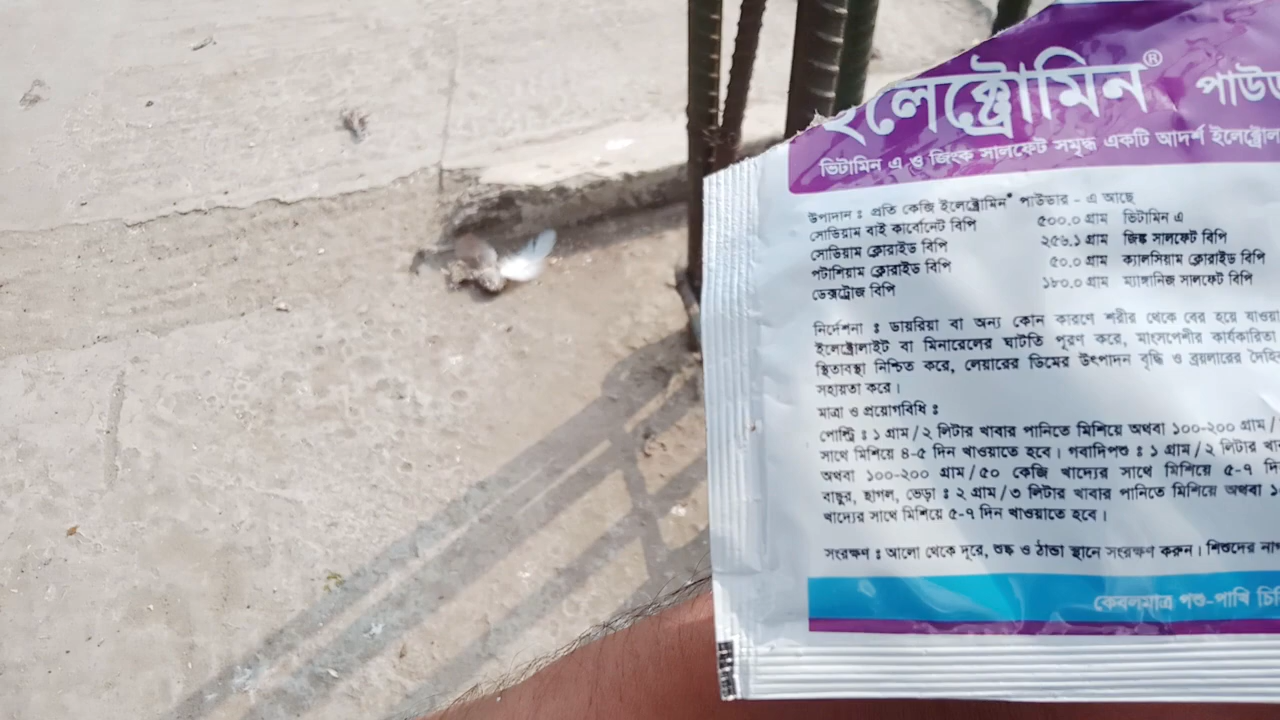 ইলেক্ট্রোমিন® পাউ
ভিটামিন এ ও জিংক সালফেট সমৃদ্ধ একটি আদর্শ ইলেক্ট্রোল
উপাদান : প্রতি কেজি ইলেক্ট্রোমিন® পাউডার - এ আছে
সোডিয়াম বাই কার্বোনেট বিপি ৫০০.০ গ্রাম ভিটামিন এ
সোডিয়াম ক্লোরাইড বিপি ২৫৬.১ গ্রাম জিঙ্ক সালফেট বিপি
পটাশিয়াম ক্লোরাইড বিপি ৫০.০ গ্রাম ক্যালসিয়াম ক্লোরাইড বিপি
ডেক্সট্রোজ বিপি ১৮০.০ গ্রাম ম্যাঙ্গানিজ সালফেট বিপি
নির্দেশনা : ডায়রিয়া বা অন্য কোন কারণে শরীর থেকে বের হয়ে যাওয়া
ইলেক্ট্রোলাইট বা মিনারেলের ঘাটতি পূরণ করে, মাংসপেশীর কার্যকারিতা
স্থিতাবস্থা নিশ্চিত করে, লেয়ারের ডিমের উৎপাদন বৃদ্ধি ও ব্রয়লারের দৈহি
সহায়তা করে।
মাত্রা ও প্রয়োগবিধি :
পোল্ট্রি : ১ গ্রাম/২ লিটার খাবার পানিতে মিশিয়ে অথবা ১০০-২০০ গ্রাম/
সাথে মিশিয়ে ৪-৫ দিন খাওয়াতে হবে। গবাদিপশু : ১ গ্রাম/২ লিটার খা
অথবা ১০০-২০০ গ্রাম/৫০ কেজি খাদ্যের সাথে মিশিয়ে ৫-৭ দি
বাছুর, ছাগল, ভেড়া : ২ গ্রাম/৩ লিটার খাবার পানিতে মিশিয়ে অথবা ১
খাদ্যের সাথে মিশিয়ে ৫-৭ দিন খাওয়াতে হবে।
সংরক্ষণ : আলো থেকে দূরে, শুষ্ক ও ঠান্ডা স্থানে সংরক্ষণ করুন। শিশুদের না
কেবলমাত্র পশু-পাখি চি